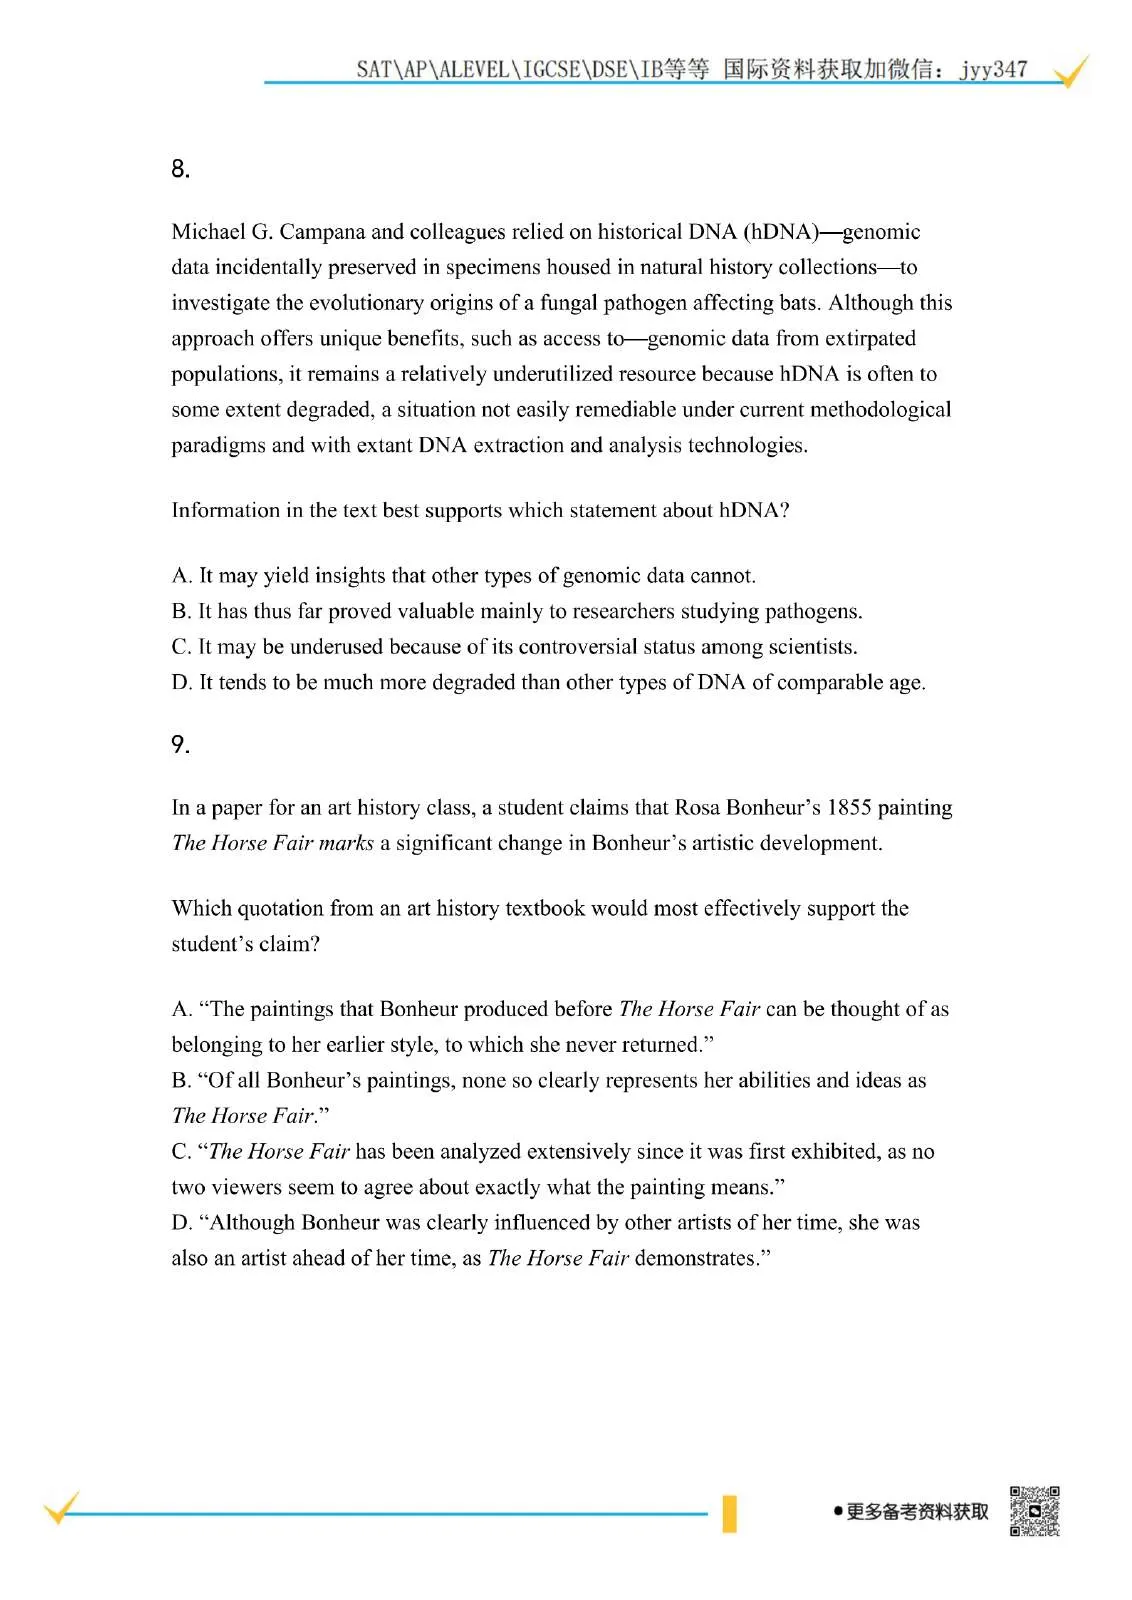 SAT\AP\ALEVEL\IGCSE\DSE\IB等等 国际资料获取加微信：jyy347
8.
Michael G. Campana and colleagues relied on historical DNA (hDNA)—genomic
data incidentally preserved in specimens housed in natural history collections—to
investigate the evolutionary origins of a fungal pathogen affecting bats. Although this
approach offers unique benefits, such as access to—genomic data from extirpated
populations, it remains a relatively underutilized resource because hDNA is often to
some extent degraded, a situation not easily remediable under current methodological
paradigms and with extant DNA extraction and analysis technologies.
Information in the text best supports which statement about hDNA?
A. It may yield insights that other types of genomic data cannot.
B. It has thus far proved valuable mainly to researchers studying pathogens.
C. It may be underused because of its controversial status among scientists.
D. It tends to be much more degraded than other types of DNA of comparable age.
9.
In a paper for an art history class, a student claims that Rosa Bonheur’s 1855 painting
The Horse Fair marks a significant change in Bonheur’s artistic development.
Which quotation from an art history textbook would most effectively support the
student’s claim?
A. “The paintings that Bonheur produced before The Horse Fair can be thought of as
belonging to her earlier style, to which she never returned.”
B. “Of all Bonheur’s paintings, none so clearly represents her abilities and ideas as
The Horse Fair.”
C. “The Horse Fair has been analyzed extensively since it was first exhibited, as no
two viewers seem to agree about exactly what the painting means.”
D. “Although Bonheur was clearly influenced by other artists of her time, she was
also an artist ahead of her time, as The Horse Fair demonstrates.”
•更多备考资料获取